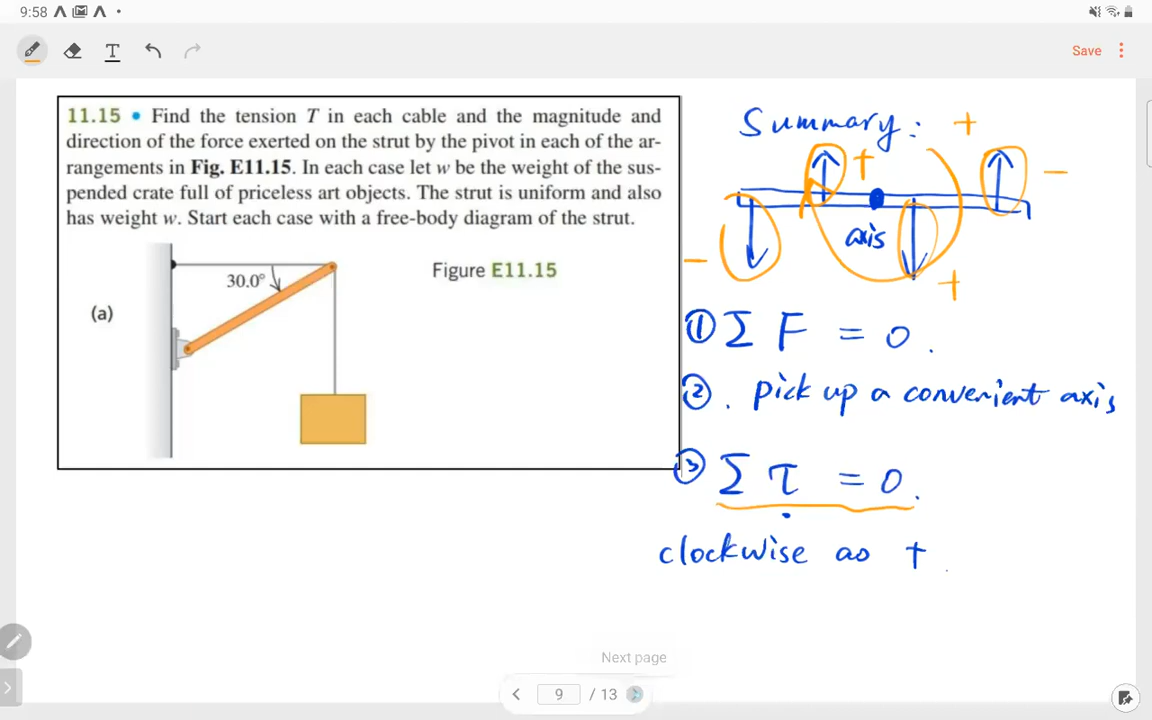 9:58
T
Save
11.15 • Find the tension T in each cable and the magnitude and
direction of the force exerted on the strut by the pivot in each of the ar-
rangements in Fig. E11.15. In each case let w be the weight of the sus-
pended crate full of priceless art objects. The strut is uniform and also
has weight w. Start each case with a free-body diagram of the strut.
30.0°
Figure E11.15
(a)
Summary: +
+
−
axis
−
+
① Σ F = 0.
②. pick up a convenient axis
③ Σ τ = 0.
clockwise as +
Next page
9 / 13